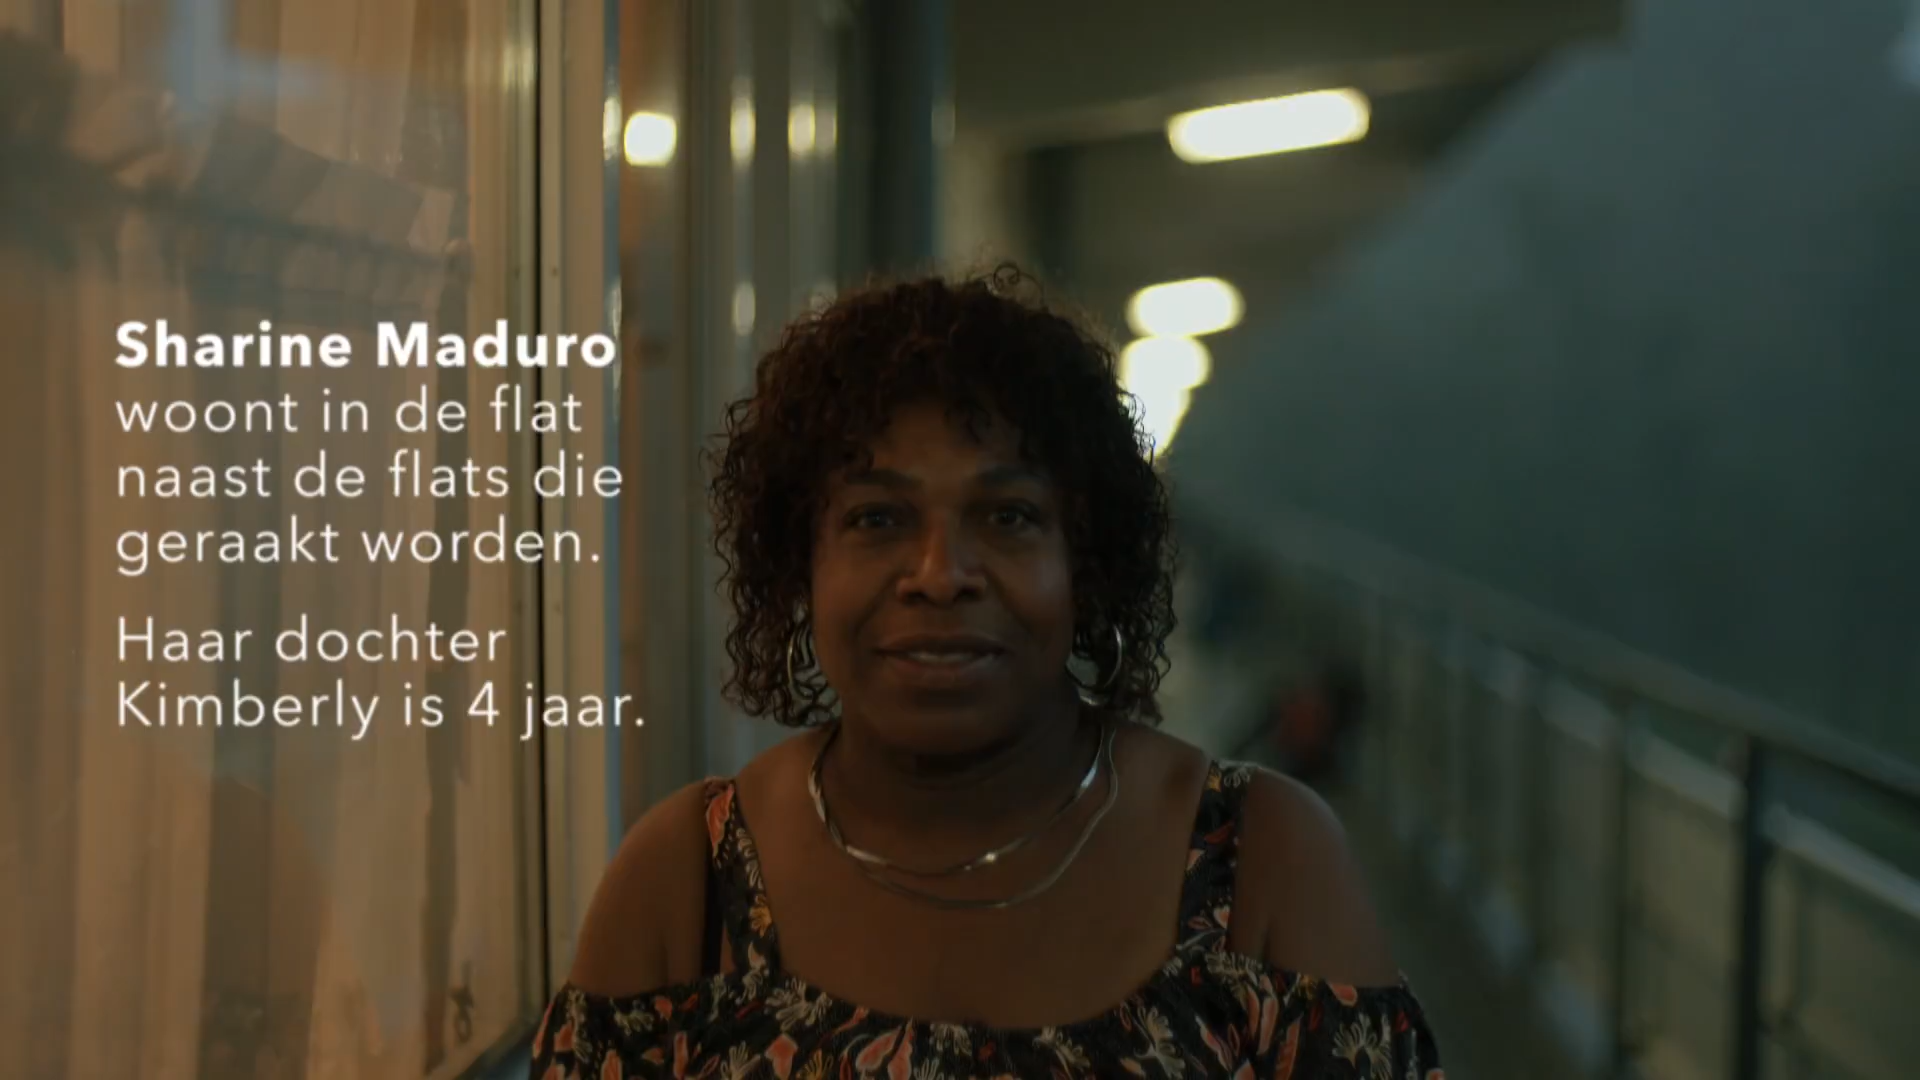 Sharine Maduro
woont in de flat
naast de flats die
geraakt worden.
Haar dochter
Kimberly is 4 jaar.